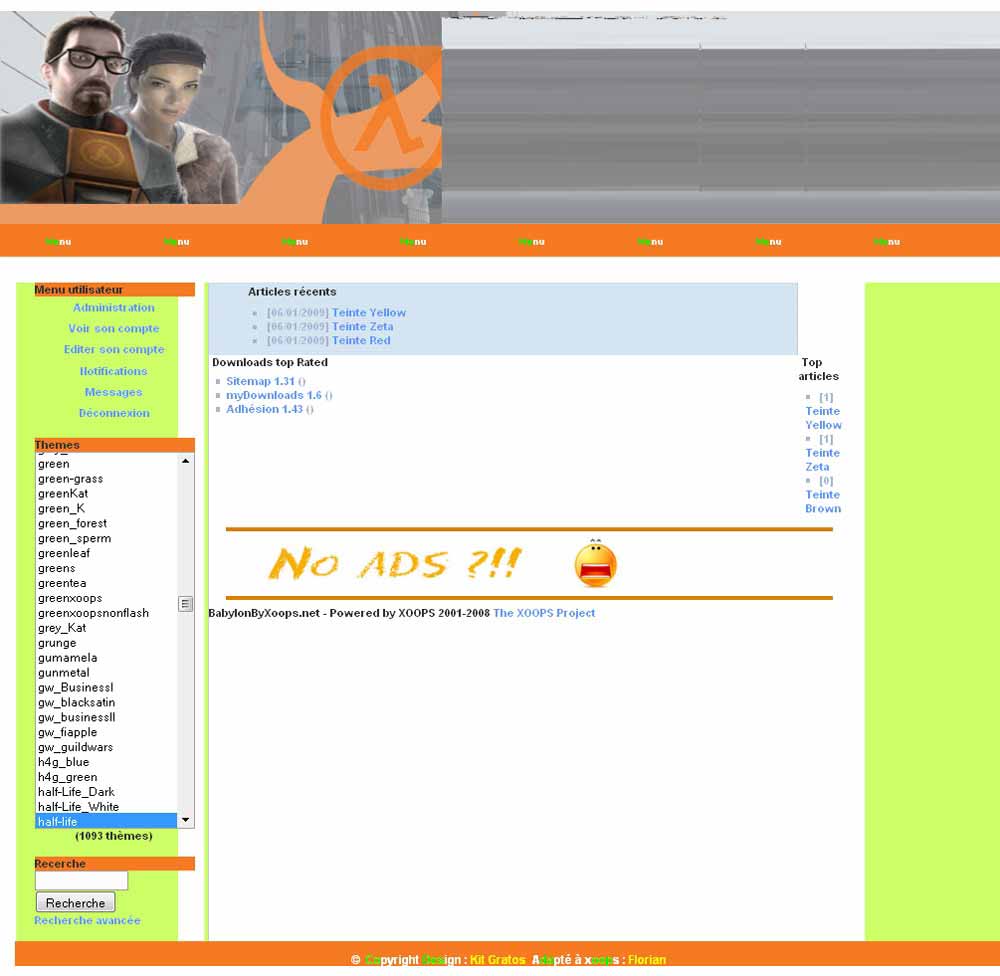 Menu Menu Menu Menu Menu Menu Menu Menu
Menu utilisateur
Administration
Voir son compte
Editer son compte
Notifications
Messages
Déconnexion
Themes
green
green-grass
greenKat
green_K
green_forest
green_sperm
greenleaf
greens
greentea
greenxoops
greenxoopsnonflash
grey_Kat
grunge
gumamela
gunmetal
gw_BusinessI
gw_blacksatin
gw_businessII
gw_fiapple
gw_guildwars
h4g_blue
h4g_green
half-Life_Dark
half-Life_White
half-life
(1093 thèmes)
Recerche
Recherche
Recherche avancée
Articles récents
[06/01/2009] Teinte Yellow
[06/01/2009] Teinte Zeta
[06/01/2009] Teinte Red
Downloads top Rated
Sitemap 1.31 ()
myDownloads 1.6 ()
Adhésion 1.43 ()
Top
articles
[1]
Teinte
Yellow
[1]
Teinte
Zeta
[0]
Teinte
Brown
No ads ?!!
BabylonByXoops.net - Powered by XOOPS 2001-2008 The XOOPS Project
© Copyright Design : Kit Gratos Adapté à xoops : Florian